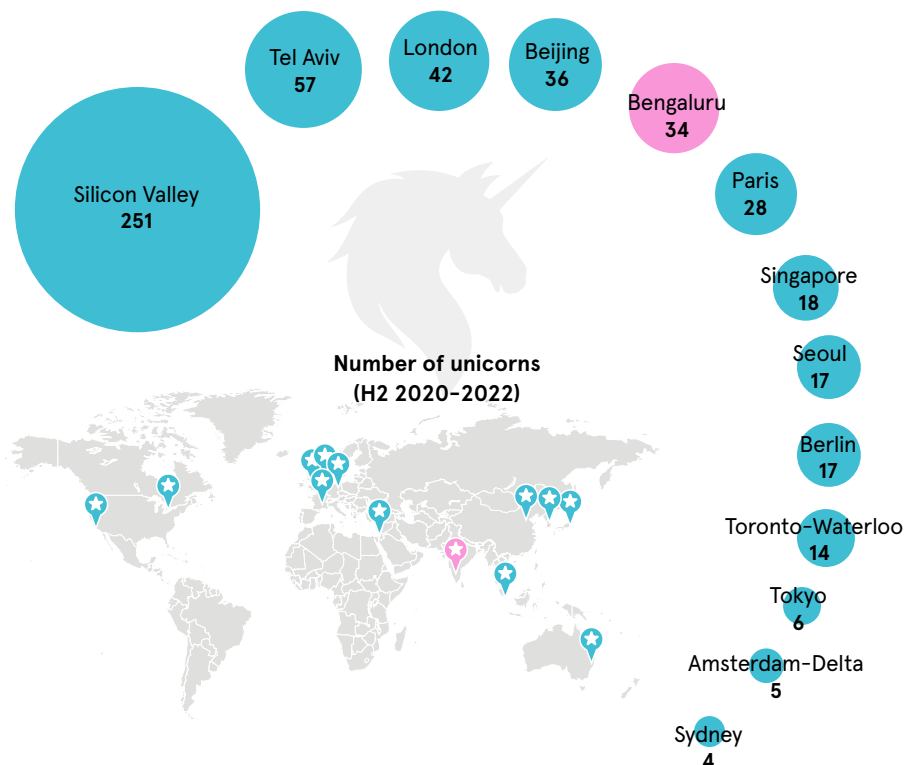 Silicon Valley
251
Tel Aviv
57
London
42
Beijing
36
Bengaluru
34
Paris
28
Singapore
18
Seoul
17
Berlin
17
Toronto-Waterloo
14
Tokyo
6
Amsterdam-Delta
5
Sydney
4
Number of unicorns
(H2 2020-2022)